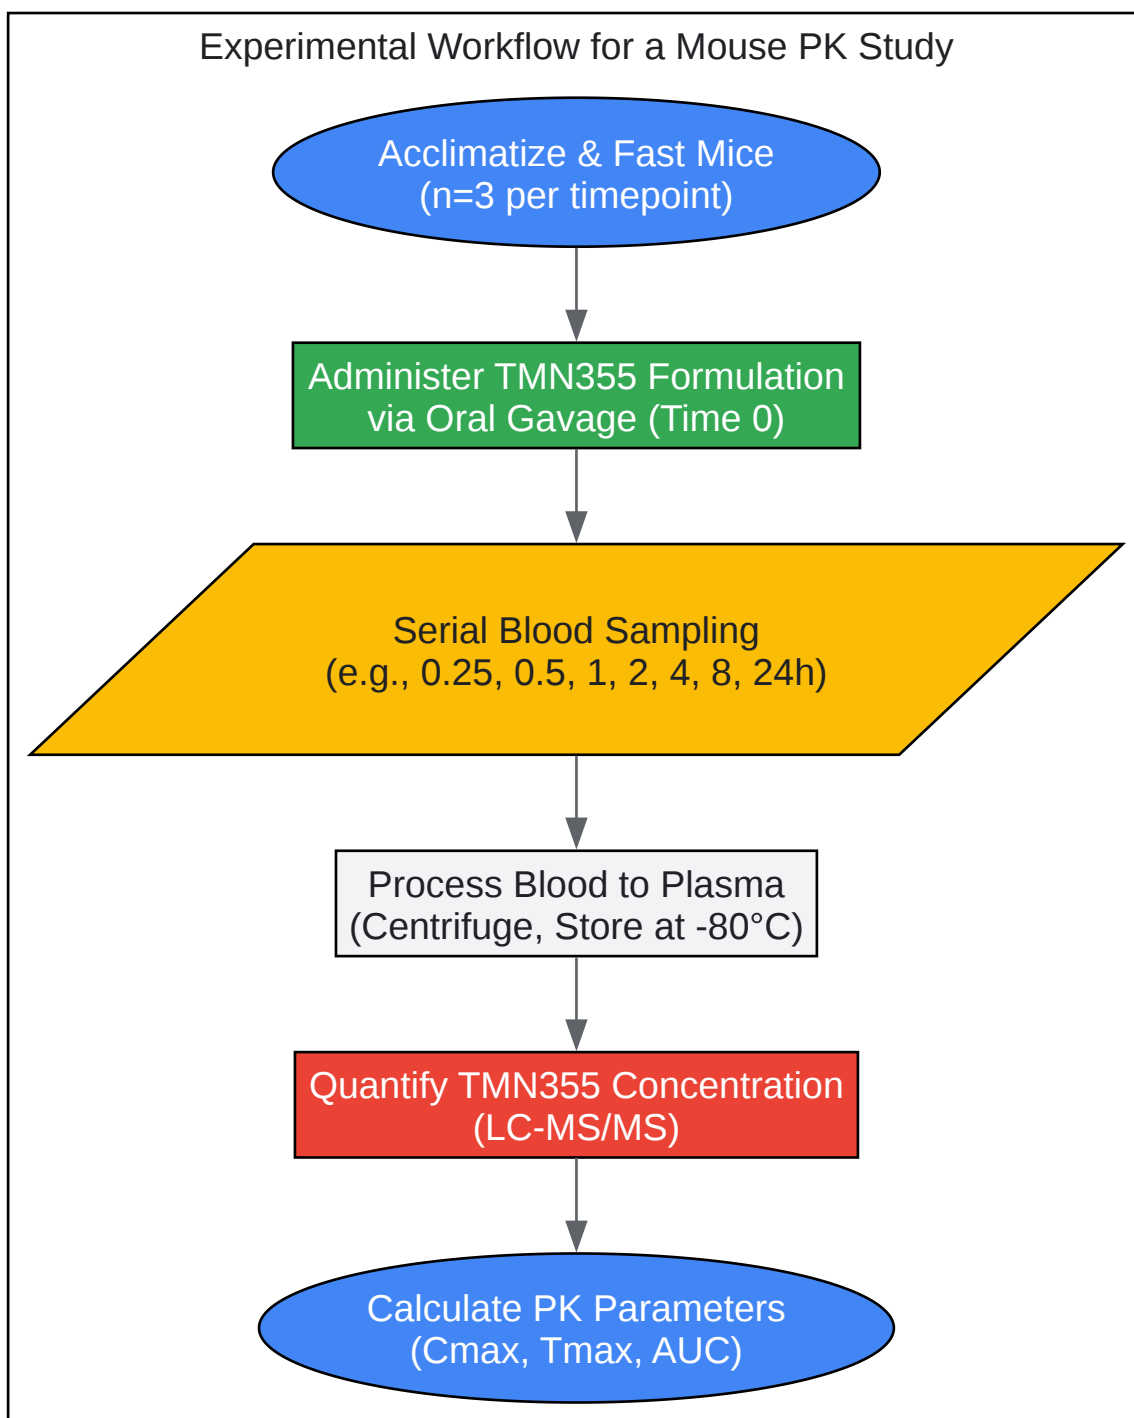 Experimental Workflow for a Mouse PK Study
Acclimatize & Fast Mice
(n=3 per timepoint)
Administer TMN355 Formulation
via Oral Gavage (Time 0)
Serial Blood Sampling
(e.g., 0.25, 0.5, 1, 2, 4, 8, 24h)
Process Blood to Plasma
(Centrifuge, Store at -80°C)
Quantify TMN355 Concentration
(LC-MS/MS)
Calculate PK Parameters
(Cmax, Tmax, AUC)